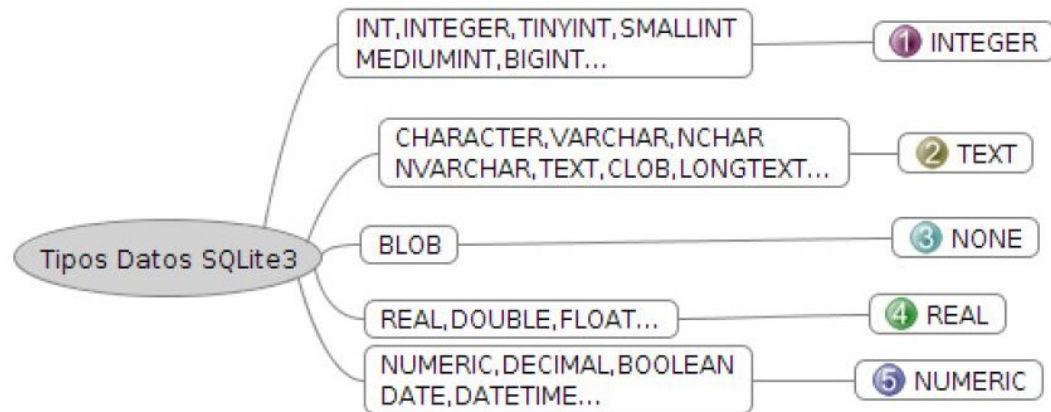 INT,INTEGER,TINYINT,SMALLINT
MEDIUMINT,BIGINT...
1 INTEGER
CHARACTER,VARCHAR,NCHAR
NVARCHAR,TEXT,CLOB,LONGTEXT...
2 TEXT
Tipos Datos SQLite3
BLOB
3 NONE
REAL,DOUBLE,FLOAT...
4 REAL
NUMERIC,DECIMAL,BOOLEAN
DATE,DATETIME...
5 NUMERIC